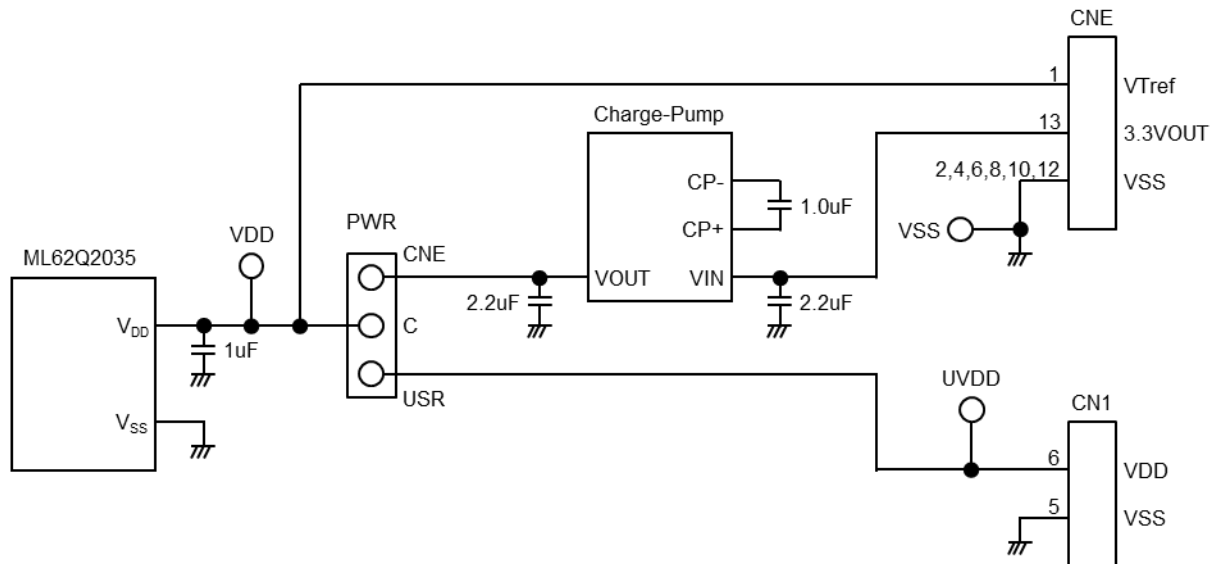 CNE
1
VTref
Charge-Pump
13
3.3VOUT
CP-
2,4,6,8,10,12
VSS
1.0uF
PWR
CP+
VSS
VDD
CNE
ML62Q2035
VOUT
VIN
2.2uF
2.2uF
VDD
C
1uF
UVDD
USR
CN1
VSS
6
VDD
5
VSS